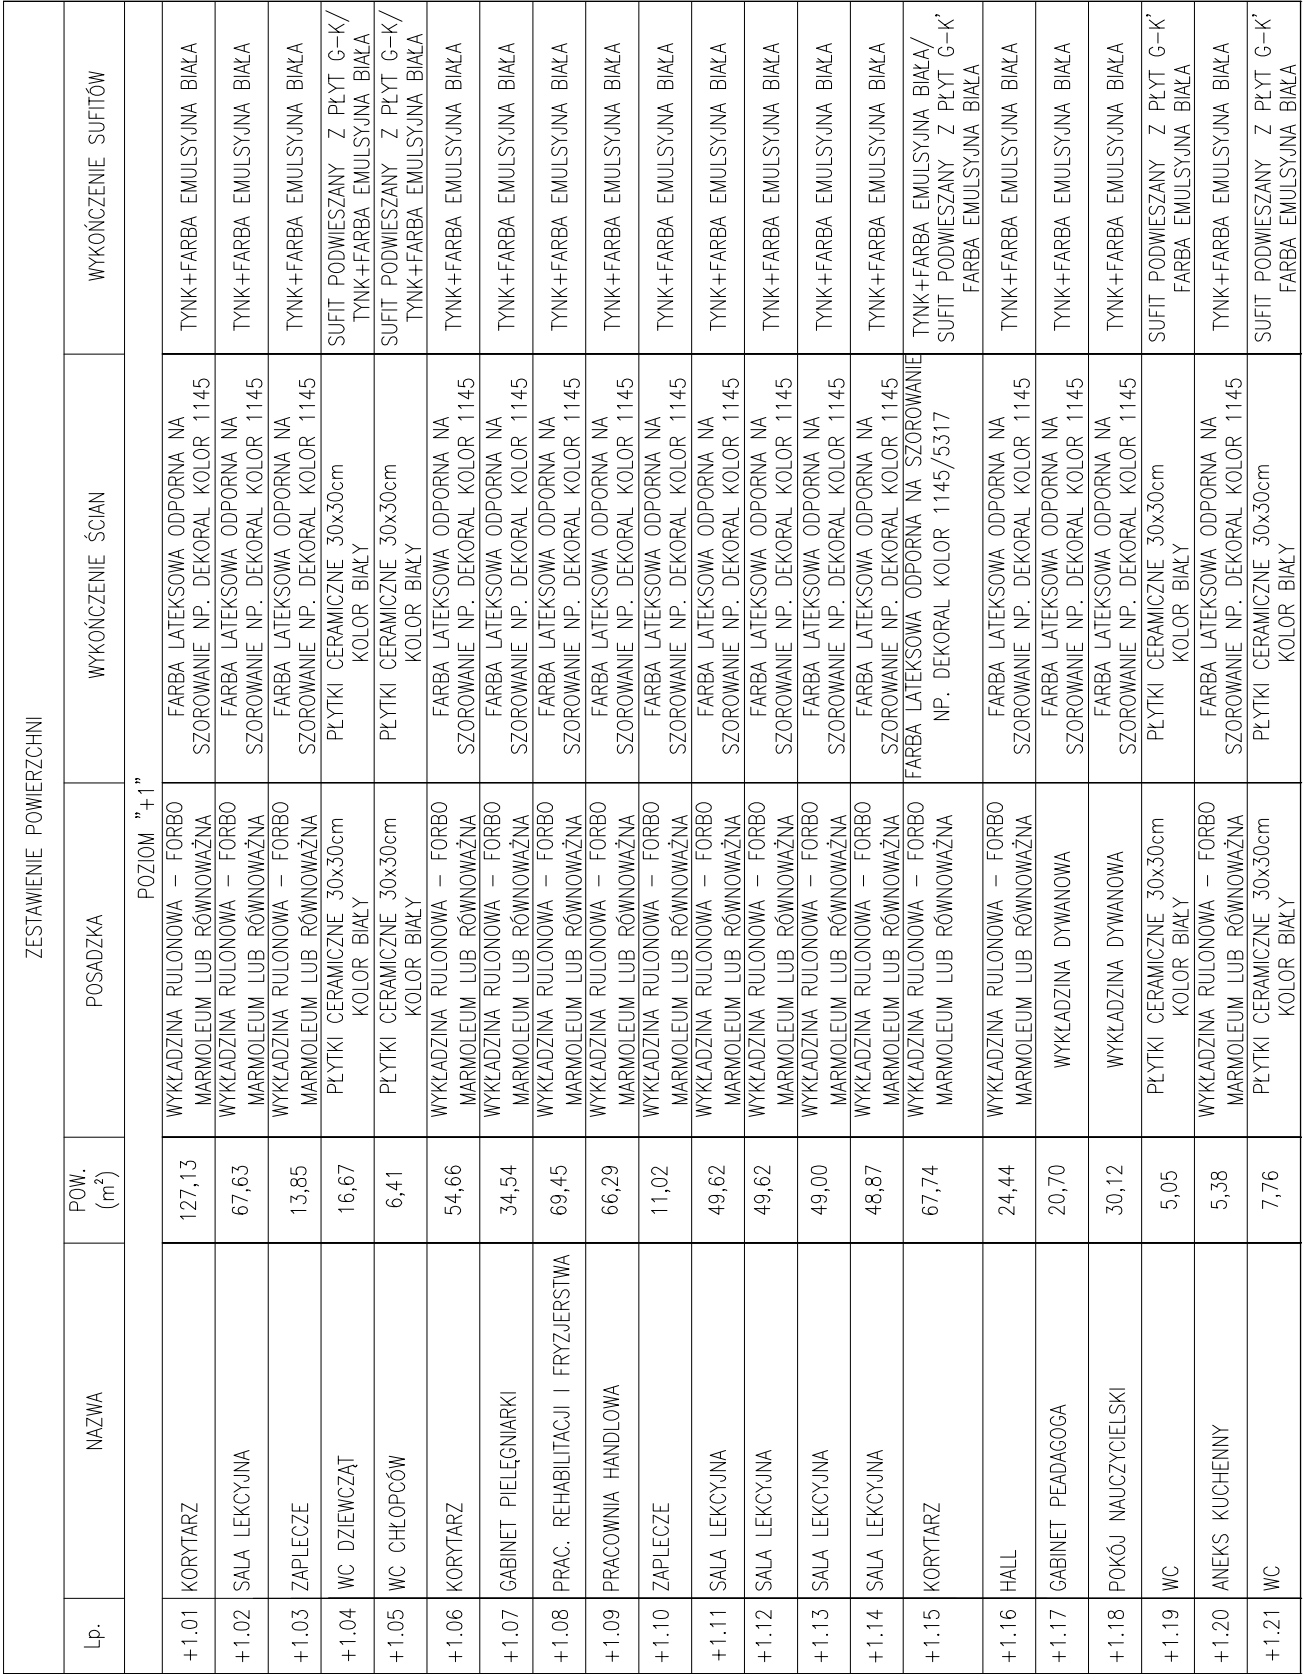 ZESTAWIENIE POWIERZCHNI
Lp.
NAZWA
POW.
(m²)
POSADZKA
WYKOŃCZENIE ŚCIAN
WYKOŃCZENIE SUFITÓW
POZIOM "+1"
+1.01
KORYTARZ
127,13
WYKŁADZINA RULONOWA – FORBO
MARMOLEUM LUB RÓWNOWAŻNA
FARBA LATEKSOWA ODPORNA NA
SZOROWANIE NP. DEKORAL KOLOR 1145
TYNK+FARBA EMULSYJNA BIAŁA
+1.02
SALA LEKCYJNA
67,63
WYKŁADZINA RULONOWA – FORBO
MARMOLEUM LUB RÓWNOWAŻNA
FARBA LATEKSOWA ODPORNA NA
SZOROWANIE NP. DEKORAL KOLOR 1145
TYNK+FARBA EMULSYJNA BIAŁA
+1.03
ZAPLECZE
13,85
WYKŁADZINA RULONOWA – FORBO
MARMOLEUM LUB RÓWNOWAŻNA
FARBA LATEKSOWA ODPORNA NA
SZOROWANIE NP. DEKORAL KOLOR 1145
TYNK+FARBA EMULSYJNA BIAŁA
+1.04
WC DZIEWCZĄT
16,67
PŁYTKI CERAMICZNE 30x30cm
KOLOR BIAŁY
PŁYTKI CERAMICZNE 30x30cm
KOLOR BIAŁY
SUFIT PODWIESZANY Z PŁYT G–K/
TYNK+FARBA EMULSYJNA BIAŁA
+1.05
WC CHŁOPCÓW
6,41
PŁYTKI CERAMICZNE 30x30cm
KOLOR BIAŁY
PŁYTKI CERAMICZNE 30x30cm
KOLOR BIAŁY
SUFIT PODWIESZANY Z PŁYT G–K/
TYNK+FARBA EMULSYJNA BIAŁA
+1.06
KORYTARZ
54,66
WYKŁADZINA RULONOWA – FORBO
MARMOLEUM LUB RÓWNOWAŻNA
FARBA LATEKSOWA ODPORNA NA
SZOROWANIE NP. DEKORAL KOLOR 1145
TYNK+FARBA EMULSYJNA BIAŁA
+1.07
GABINET PIELĘGNIARKI
34,54
WYKŁADZINA RULONOWA – FORBO
MARMOLEUM LUB RÓWNOWAŻNA
FARBA LATEKSOWA ODPORNA NA
SZOROWANIE NP. DEKORAL KOLOR 1145
TYNK+FARBA EMULSYJNA BIAŁA
+1.08
PRAC. REHABILITACJI I FRYZJERSTWA
69,45
WYKŁADZINA RULONOWA – FORBO
MARMOLEUM LUB RÓWNOWAŻNA
FARBA LATEKSOWA ODPORNA NA
SZOROWANIE NP. DEKORAL KOLOR 1145
TYNK+FARBA EMULSYJNA BIAŁA
+1.09
PRACOWNIA HANDLOWA
66,29
WYKŁADZINA RULONOWA – FORBO
MARMOLEUM LUB RÓWNOWAŻNA
FARBA LATEKSOWA ODPORNA NA
SZOROWANIE NP. DEKORAL KOLOR 1145
TYNK+FARBA EMULSYJNA BIAŁA
+1.10
ZAPLECZE
11,02
WYKŁADZINA RULONOWA – FORBO
MARMOLEUM LUB RÓWNOWAŻNA
FARBA LATEKSOWA ODPORNA NA
SZOROWANIE NP. DEKORAL KOLOR 1145
TYNK+FARBA EMULSYJNA BIAŁA
+1.11
SALA LEKCYJNA
49,62
WYKŁADZINA RULONOWA – FORBO
MARMOLEUM LUB RÓWNOWAŻNA
FARBA LATEKSOWA ODPORNA NA
SZOROWANIE NP. DEKORAL KOLOR 1145
TYNK+FARBA EMULSYJNA BIAŁA
+1.12
SALA LEKCYJNA
49,62
WYKŁADZINA RULONOWA – FORBO
MARMOLEUM LUB RÓWNOWAŻNA
FARBA LATEKSOWA ODPORNA NA
SZOROWANIE NP. DEKORAL KOLOR 1145
TYNK+FARBA EMULSYJNA BIAŁA
+1.13
SALA LEKCYJNA
49,00
WYKŁADZINA RULONOWA – FORBO
MARMOLEUM LUB RÓWNOWAŻNA
FARBA LATEKSOWA ODPORNA NA
SZOROWANIE NP. DEKORAL KOLOR 1145
TYNK+FARBA EMULSYJNA BIAŁA
+1.14
SALA LEKCYJNA
48,87
WYKŁADZINA RULONOWA – FORBO
MARMOLEUM LUB RÓWNOWAŻNA
FARBA LATEKSOWA ODPORNA NA
SZOROWANIE NP. DEKORAL KOLOR 1145
TYNK+FARBA EMULSYJNA BIAŁA
+1.15
KORYTARZ
67,74
WYKŁADZINA RULONOWA – FORBO
MARMOLEUM LUB RÓWNOWAŻNA
FARBA LATEKSOWA ODPORNA NA SZOROWANIE
NP. DEKORAL KOLOR 1145/5317
TYNK+FARBA EMULSYJNA BIAŁA/
SUFIT PODWIESZANY Z PŁYT G–K'
FARBA EMULSYJNA BIAŁA
+1.16
HALL
24,44
WYKŁADZINA RULONOWA – FORBO
MARMOLEUM LUB RÓWNOWAŻNA
FARBA LATEKSOWA ODPORNA NA
SZOROWANIE NP. DEKORAL KOLOR 1145
TYNK+FARBA EMULSYJNA BIAŁA
+1.17
GABINET PEADAGOGA
20,70
WYKŁADZINA DYWANOWA
FARBA LATEKSOWA ODPORNA NA
SZOROWANIE NP. DEKORAL KOLOR 1145
TYNK+FARBA EMULSYJNA BIAŁA
+1.18
POKÓJ NAUCZYCIELSKI
30,12
WYKŁADZINA DYWANOWA
FARBA LATEKSOWA ODPORNA NA
SZOROWANIE NP. DEKORAL KOLOR 1145
TYNK+FARBA EMULSYJNA BIAŁA
+1.19
WC
5,05
PŁYTKI CERAMICZNE 30x30cm
KOLOR BIAŁY
PŁYTKI CERAMICZNE 30x30cm
KOLOR BIAŁY
SUFIT PODWIESZANY Z PŁYT G–K'
FARBA EMULSYJNA BIAŁA
+1.20
ANEKS KUCHENNY
5,38
WYKŁADZINA RULONOWA – FORBO
MARMOLEUM LUB RÓWNOWAŻNA
FARBA LATEKSOWA ODPORNA NA
SZOROWANIE NP. DEKORAL KOLOR 1145
TYNK+FARBA EMULSYJNA BIAŁA
+1.21
WC
7,76
PŁYTKI CERAMICZNE 30x30cm
KOLOR BIAŁY
PŁYTKI CERAMICZNE 30x30cm
KOLOR BIAŁY
SUFIT PODWIESZANY Z PŁYT G–K'
FARBA EMULSYJNA BIAŁA